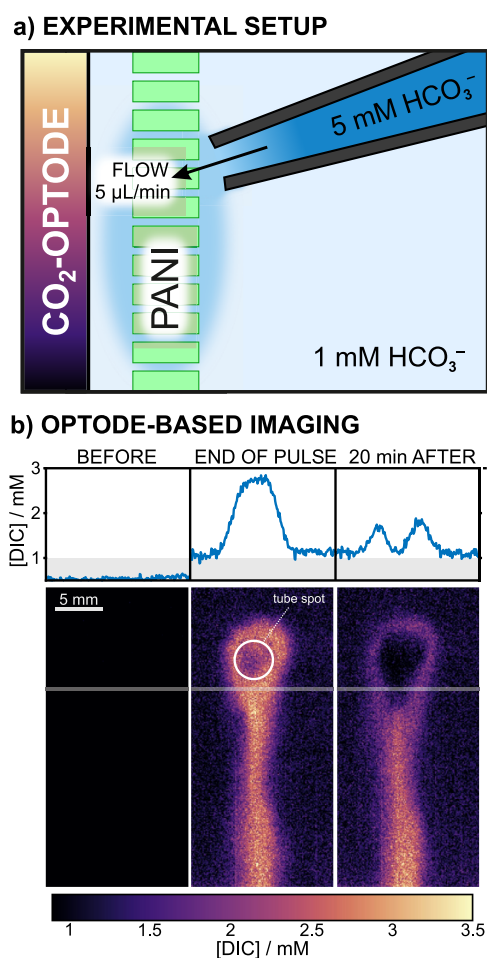 a) EXPERIMENTAL SETUP
CO₂-OPTODE
FLOW
5 µL/min
PANI
5 mM HCO₃⁻
1 mM HCO₃⁻
b) OPTODE-BASED IMAGING
BEFORE
END OF PULSE
20 min AFTER
[DIC] / mM
3
2
1
5 mm
tube spot
1
1.5
2
2.5
3
3.5
[DIC] / mM